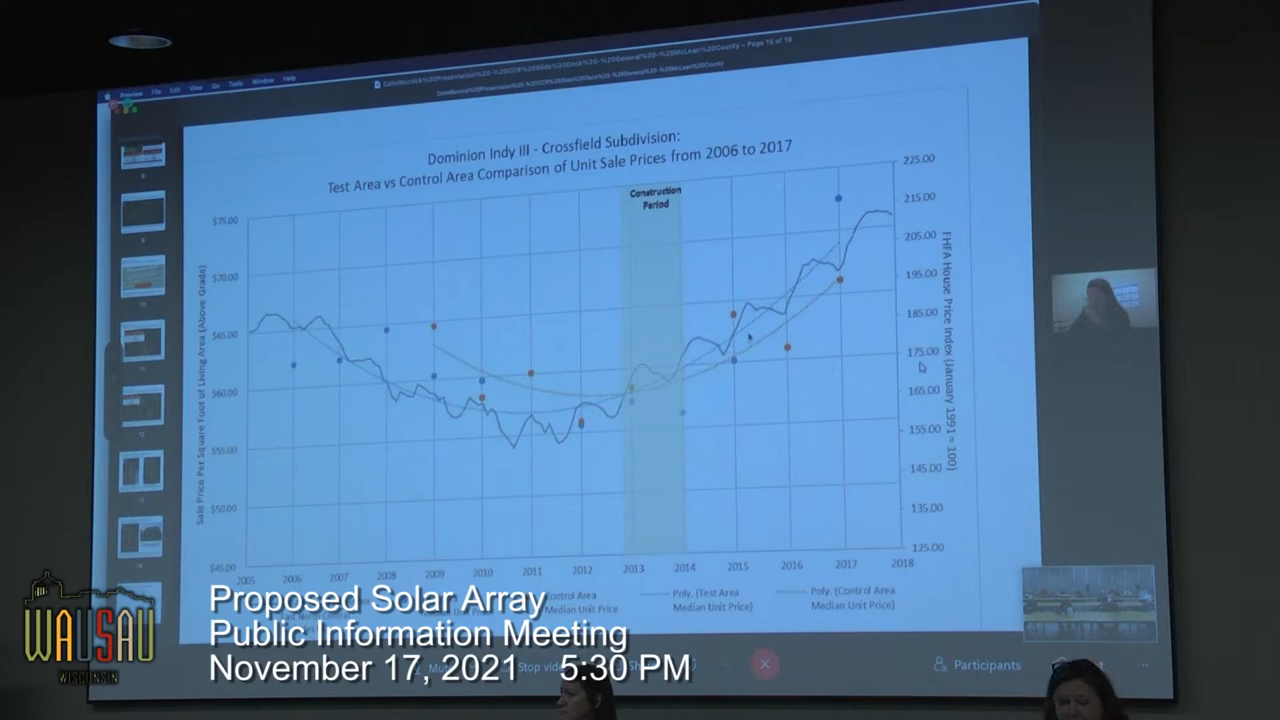 Preview File Edit View Go Tools Window Help
Dominion Indy III - Crossfield Subdivision:
Test Area vs Control Area Comparison of Unit Sale Prices from 2006 to 2017
Construction
Period
$75.00
$70.00
$65.00
$60.00
$55.00
$50.00
$45.00
Sale Price Per Square Foot of Living Area (Above Grade)
225.00
215.00
205.00
195.00
185.00
175.00
165.00
155.00
145.00
135.00
125.00
FHFA House Price Index (January 1991 = 100)
2005 2006 2007 2008 2009 2010 2011 2012 2013 2014 2015 2016 2017 2018
Control Area
Median Unit Price
Poly. (Test Area
Median Unit Price)
Poly. (Control Area
Median Unit Price)
Stop video
Participants
WAUSAU
WISCONSIN
Proposed Solar Array
Public Information Meeting
November 17, 2021 5:30 PM